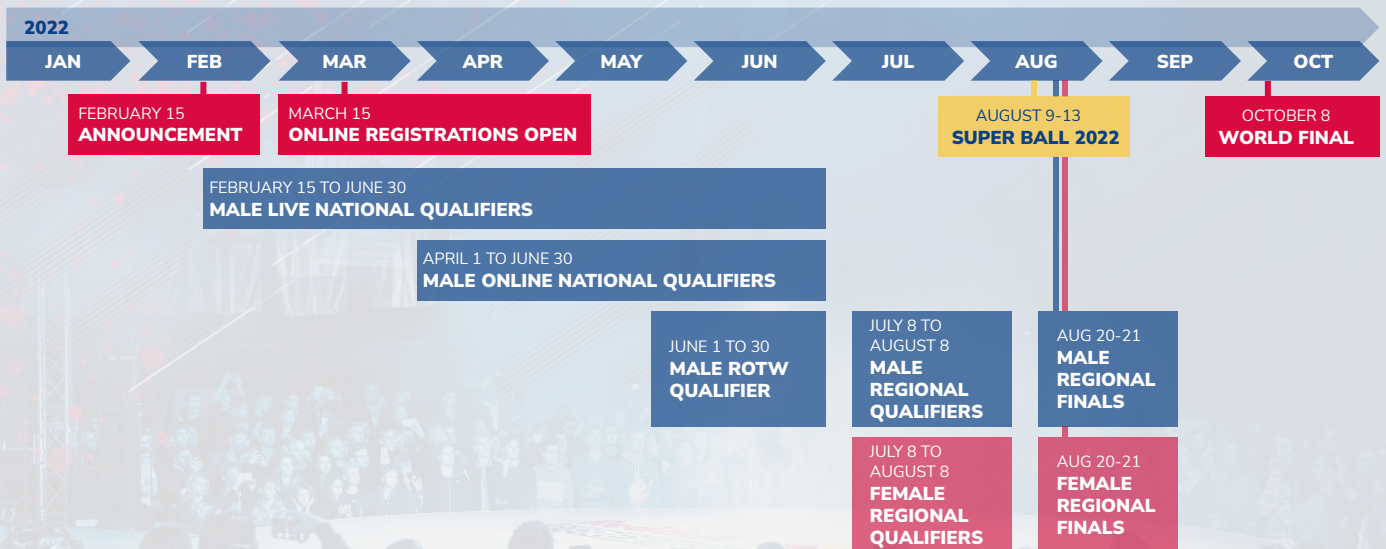 2022
JAN
FEB
MAR
APR
MAY
JUN
JUL
AUG
SEP
OCT
FEBRUARY 15
ANNOUNCEMENT
MARCH 15
ONLINE REGISTRATIONS OPEN
AUGUST 9-13
SUPER BALL 2022
OCTOBER 8
WORLD FINAL
FEBRUARY 15 TO JUNE 30
MALE LIVE NATIONAL QUALIFIERS
APRIL 1 TO JUNE 30
MALE ONLINE NATIONAL QUALIFIERS
JUNE 1 TO 30
MALE ROTW
QUALIFIER
JULY 8 TO
AUGUST 8
MALE
REGIONAL
QUALIFIERS
AUG 20-21
MALE
REGIONAL
FINALS
JULY 8 TO
AUGUST 8
FEMALE
REGIONAL
QUALIFIERS
AUG 20-21
FEMALE
REGIONAL
FINALS